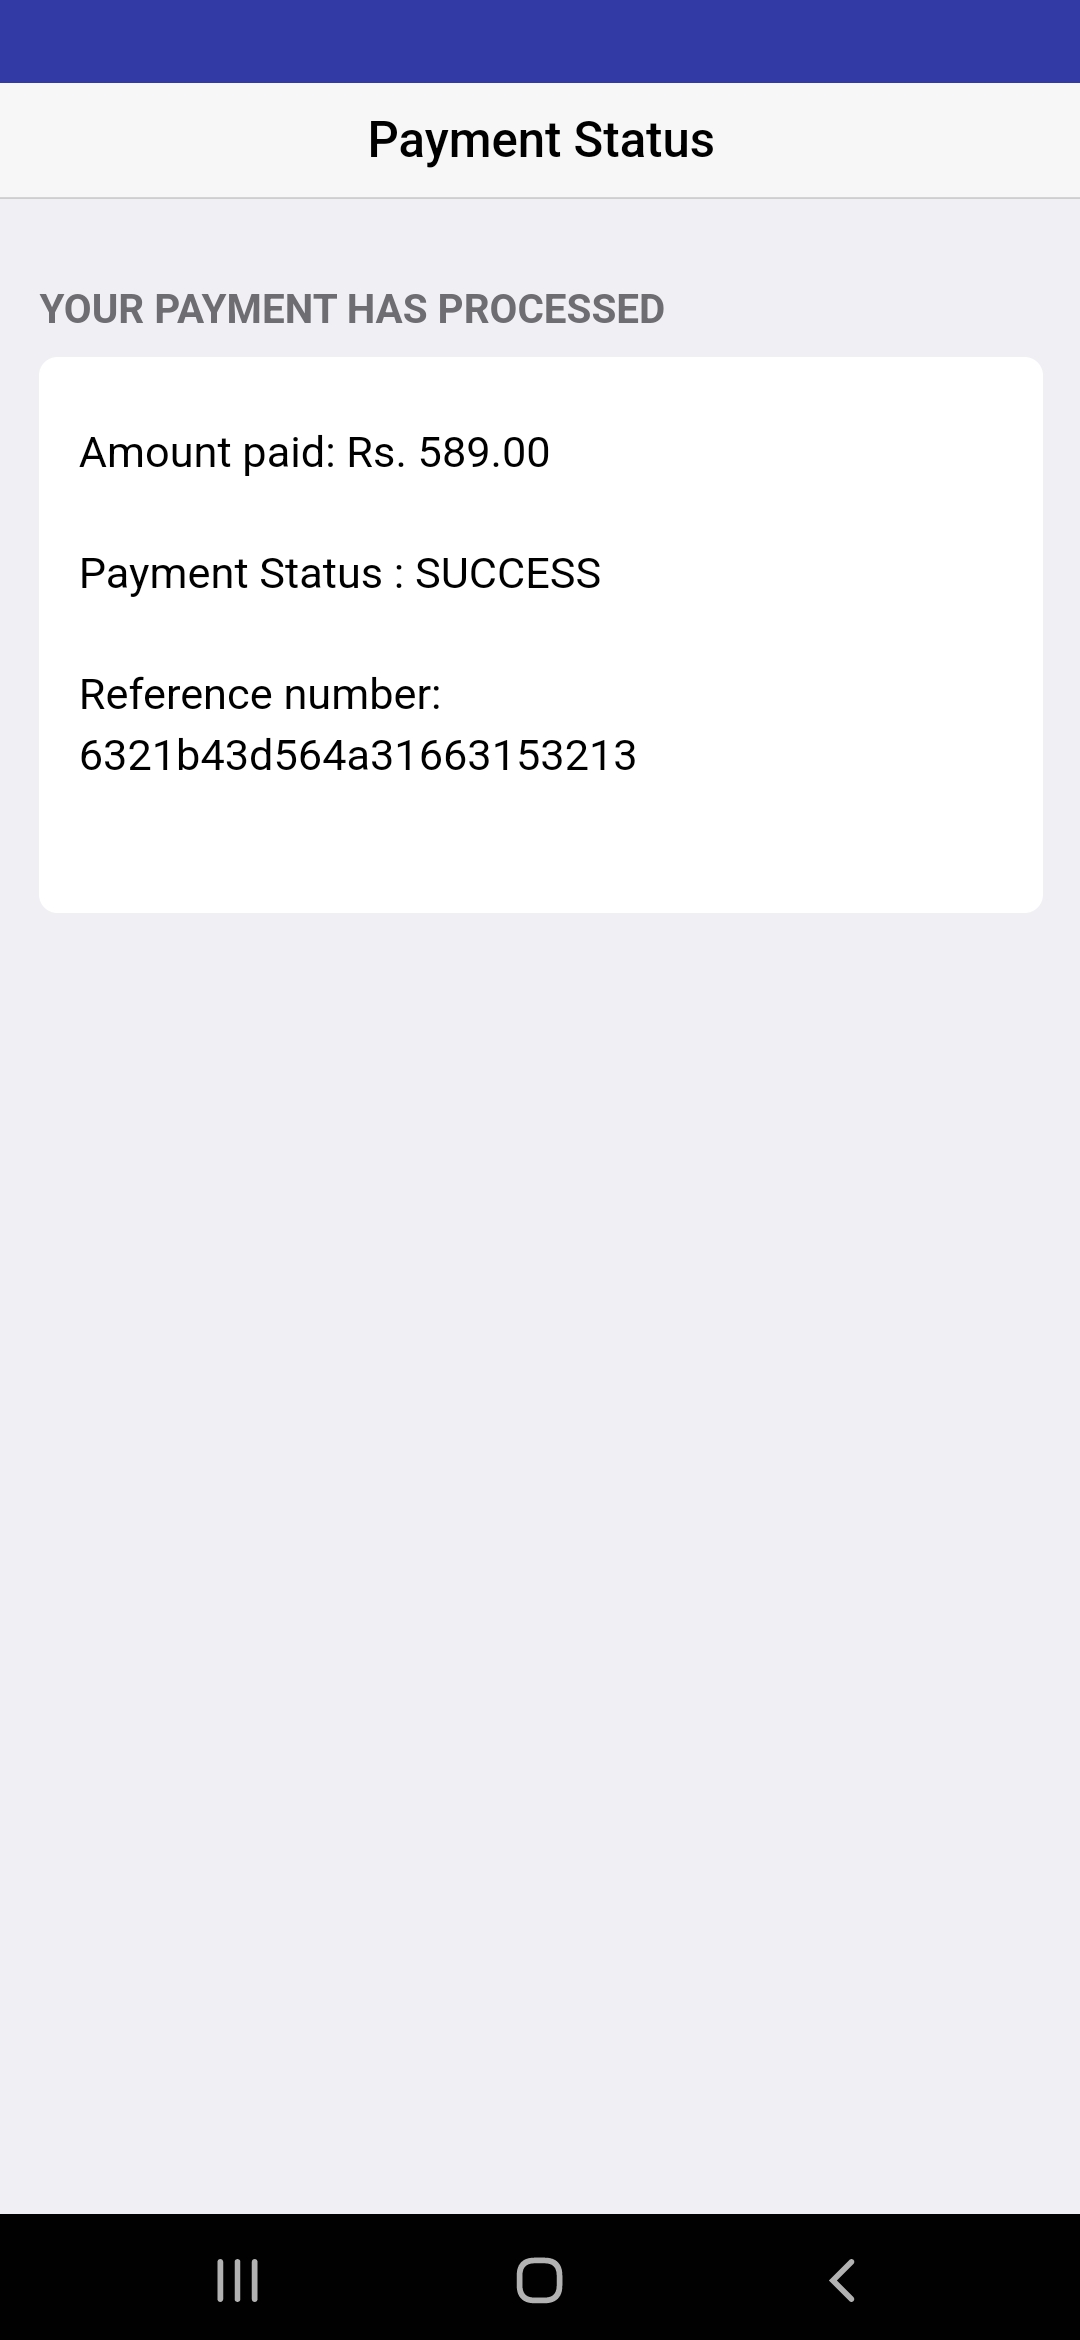 Payment Status
YOUR PAYMENT HAS PROCESSED
Amount paid: Rs. 589.00
Payment Status : SUCCESS
Reference number:
6321b43d564a31663153213